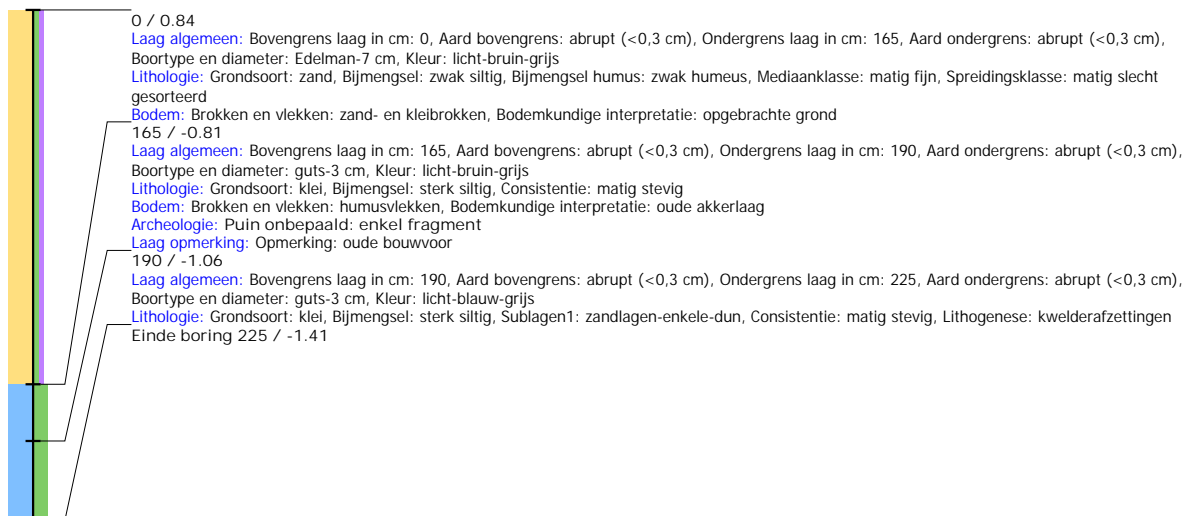 0 / 0.84
Laag algemeen: Bovengrens laag in cm: 0, Aard bovengrens: abrupt (<0,3 cm), Ondergrens laag in cm: 165, Aard ondergrens: abrupt (<0,3 cm),
Boortype en diameter: Edelman-7 cm, Kleur: licht-bruin-grijs
Lithologie: Grondsoort: zand, Bijmengsel: zwak siltig, Bijmengsel humus: zwak humeus, Mediaanklasse: matig fijn, Spreidingsklasse: matig slecht
gesorteerd
Bodem: Brokken en vlekken: zand- en kleibrokken, Bodemkundige interpretatie: opgebrachte grond
165 / -0.81
Laag algemeen: Bovengrens laag in cm: 165, Aard bovengrens: abrupt (<0,3 cm), Ondergrens laag in cm: 190, Aard ondergrens: abrupt (<0,3 cm),
Boortype en diameter: guts-3 cm, Kleur: licht-bruin-grijs
Lithologie: Grondsoort: klei, Bijmengsel: sterk siltig, Consistentie: matig stevig
Bodem: Brokken en vlekken: humusvlekken, Bodemkundige interpretatie: oude akkerlaag
Archeologie: Puin onbepaald: enkel fragment
Laag opmerking: Opmerking: oude bouwvoor
190 / -1.06
Laag algemeen: Bovengrens laag in cm: 190, Aard bovengrens: abrupt (<0,3 cm), Ondergrens laag in cm: 225, Aard ondergrens: abrupt (<0,3 cm),
Boortype en diameter: guts-3 cm, Kleur: licht-blauw-grijs
Lithologie: Grondsoort: klei, Bijmengsel: sterk siltig, Sublagen1: zandlagen-enkele-dun, Consistentie: matig stevig, Lithogenese: kwelderafzettingen
Einde boring 225 / -1.41